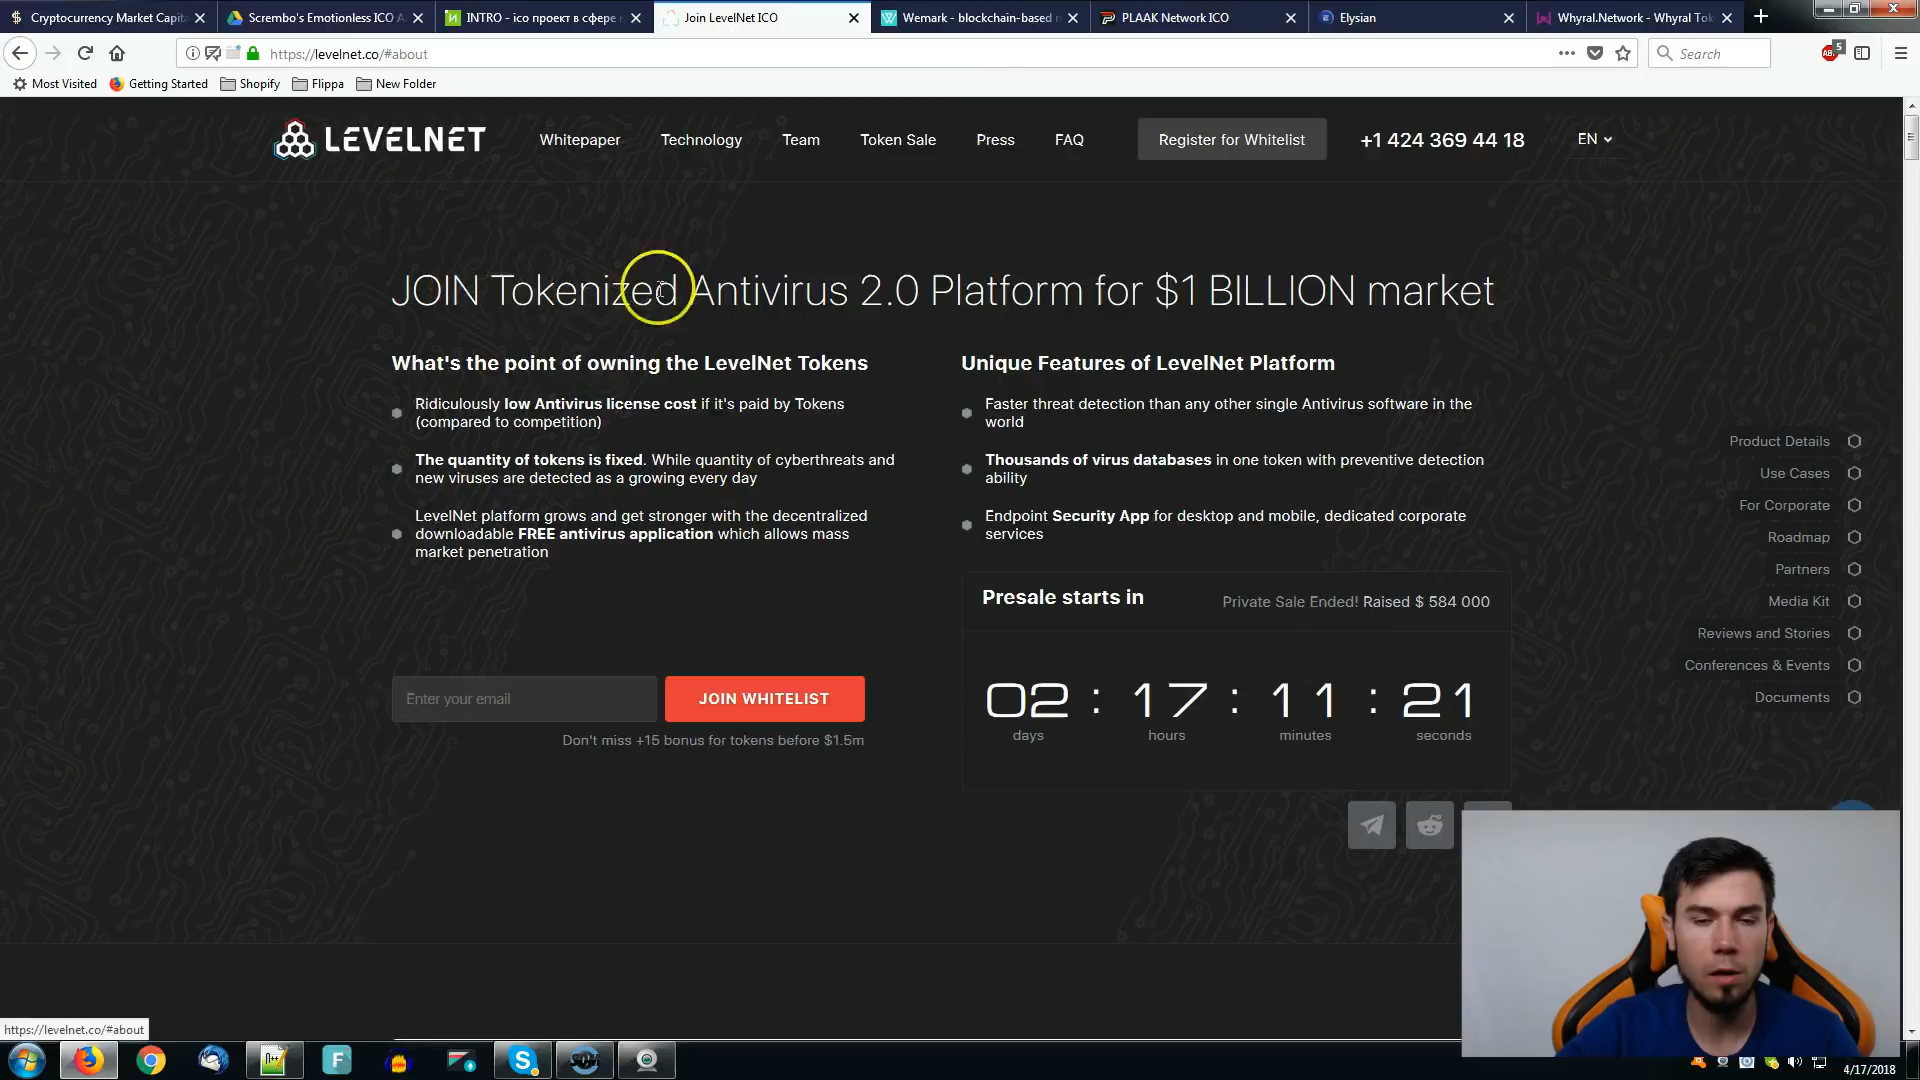 Cryptocurrency Market Capita
Scrembo's Emotionless ICO A
INTRO - ico проект в сфере
Join LevelNet ICO
Wemark - blockchain-based
PLAAK Network ICO
Elysian
Whyral.Network - Whyral Tok
https://levelnet.co/#about
Search
5
Most Visited
Getting Started
Shopify
Flippa
New Folder
LEVELNET
Whitepaper
Technology
Team
Token Sale
Press
FAQ
Register for Whitelist
+1 424 369 44 18
EN
JOIN Tokenized Antivirus 2.0 Platform for $1 BILLION market
What's the point of owning the LevelNet Tokens
Ridiculously low Antivirus license cost if it's paid by Tokens
(compared to competition)
The quantity of tokens is fixed. While quantity of cyberthreats and
new viruses are detected as a growing every day
LevelNet platform grows and get stronger with the decentralized
downloadable FREE antivirus application which allows mass
market penetration
Enter your email
JOIN WHITELIST
Don't miss +15 bonus for tokens before $1.5m
Unique Features of LevelNet Platform
Faster threat detection than any other single Antivirus software in the
world
Thousands of virus databases in one token with preventive detection
ability
Endpoint Security App for desktop and mobile, dedicated corporate
services
Presale starts in
Private Sale Ended! Raised $ 584 000
02 : 17 : 11 : 21
days hours minutes seconds
Product Details
Use Cases
For Corporate
Roadmap
Partners
Media Kit
Reviews and Stories
Conferences & Events
Documents
https://levelnet.co/#about
4/17/2018